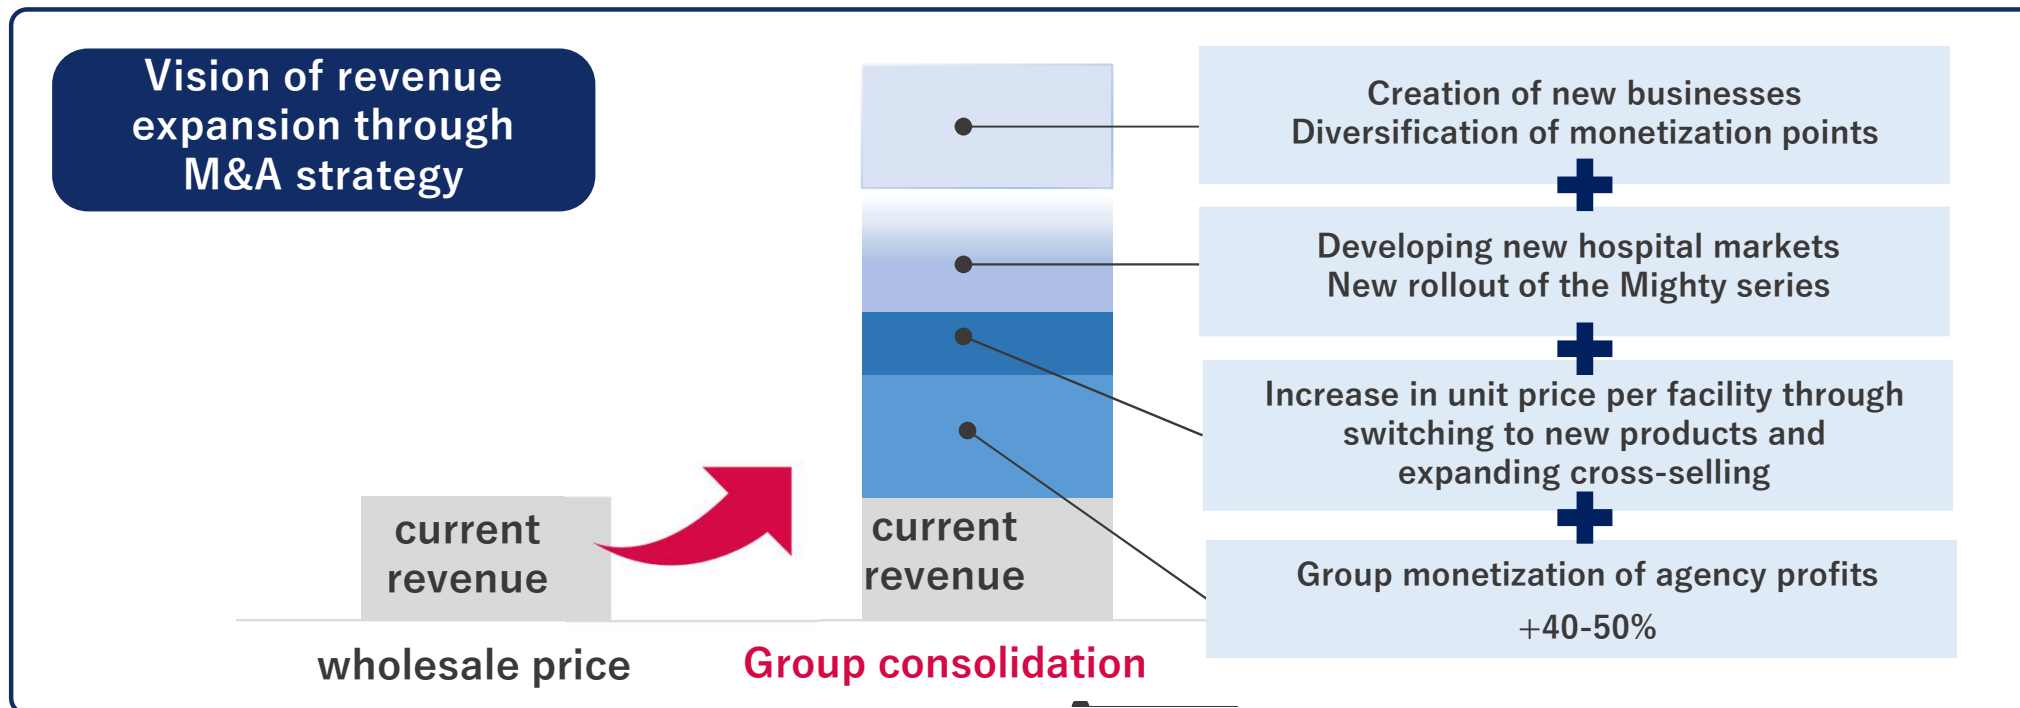 Vision of revenue
expansion through
M&A strategy
Creation of new businesses
Diversification of monetization points
Developing new hospital markets
New rollout of the Mighty series
Increase in unit price per facility through
switching to new products and
expanding cross-selling
Group monetization of agency profits
+40-50%
current
revenue
current
revenue
wholesale price
Group consolidation